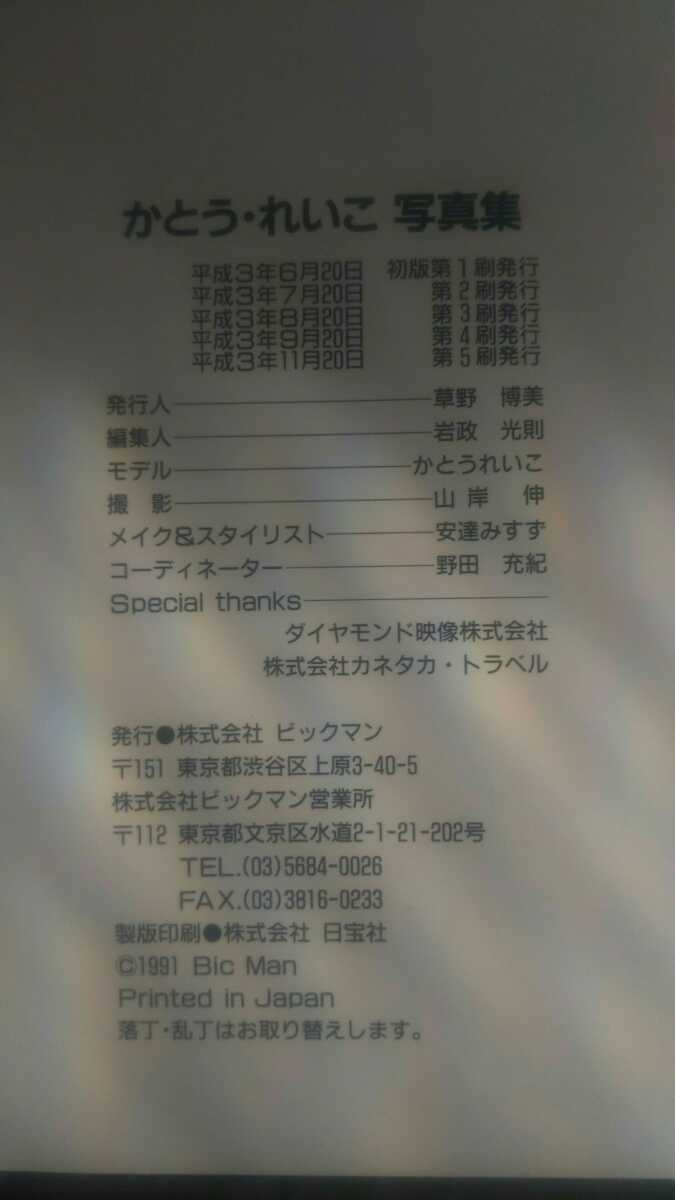 かとう・れいこ 写真集
平成3年6月20日 初版第1刷発行
平成3年7月20日 第2刷発行
平成3年8月20日 第3刷発行
平成3年9月20日 第4刷発行
平成3年11月20日 第5刷発行
発行人――――――草野 博美
編集人――――――岩政 光則
モデル――――――かとうれいこ
撮 影――――――山岸 伸
メイク&スタイリスト――――――安達みすず
コーディネーター――――――野田 充紀
Special thanks――――――
ダイヤモンド映像株式会社
株式会社カネタカ・トラベル
発行●株式会社 ビックマン
〒151 東京都渋谷区上原3-40-5
株式会社ビックマン営業所
〒112 東京都文京区水道2-1-21-202号
TEL.(03)5684-0026
FAX.(03)3816-0233
製版印刷●株式会社 日宝社
©1991 Bic Man
Printed in Japan
落丁・乱丁はお取り替えします。